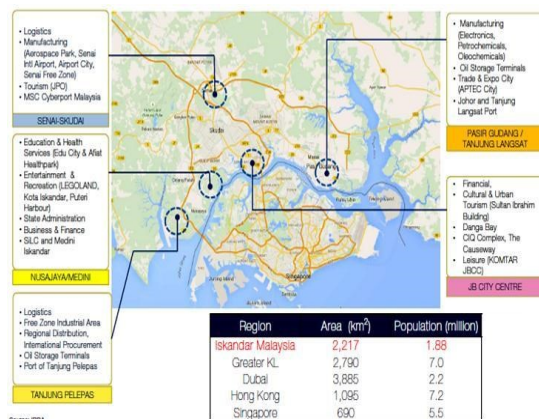 • Logistics
• Manufacturing
(Aerospace Park, Senai
Intl Airport, Airport City,
Senai Free Zone)
• Tourism (JPO)
• MSC Cyberport Malaysia
SENAI-SKUDAI
• Education & Health
Services (Edu City & Afiat
Healthpark)
• Entertainment &
Recreation (LEGOLAND,
Kota Iskandar, Puteri
Harbour)
• State Administration
• Business & Finance
• SiLC and Medini
Iskandar
NUSAJAYA/MEDINI
• Logistics
• Free Zone Industrial Area
• Regional Distribution,
International Procurement
• Oil Storage Terminals
• Port of Tanjung Pelepas
TANJUNG PELEPAS
• Manufacturing
(Electronics,
Petrochemicals,
Oleochemicals)
• Oil Storage Terminals
• Trade & Expo City
(APTEC City)
• Johor and Tanjung
Langsat Port
PASIR GUDANG /
TANJUNG LANGSAT
• Financial,
• Cultural & Urban
Tourism (Sultan Ibrahim
Building)
• Danga Bay
• CIQ Complex, The
Causeway
• Leisure (KOMTAR
JBCC)
JB CITY CENTRE
Skudai
Singapore
Region Area (km²) Population (million)
Iskandar Malaysia 2,217 1.88
Greater KL 2,790 7.0
Dubai 3,885 2.2
Hong Kong 1,095 7.2
Singapore 690 5.5